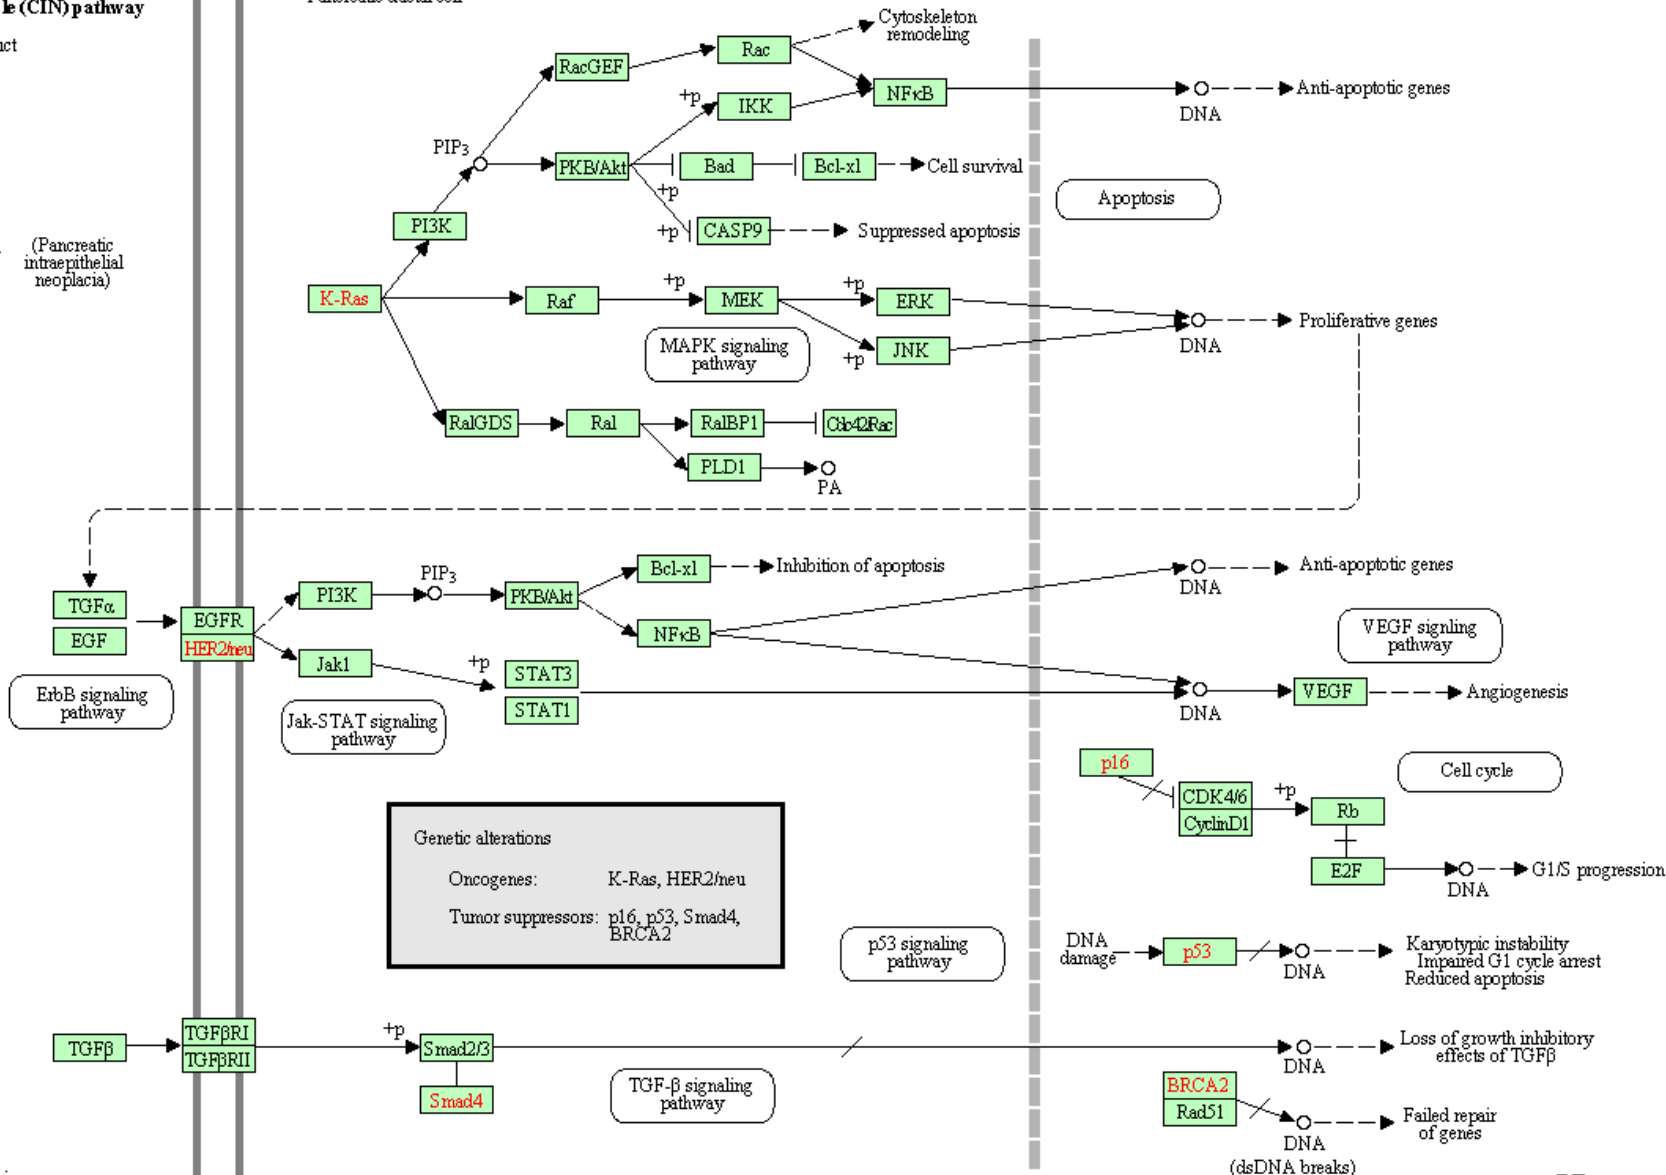 le (CIN) pathway
uct
(Pancreatic
intraepithelial
neoplacia)
Cytoskeleton
remodeling
Rac
RacGEF
NFκB
DNA
Anti-apoptotic genes
+p
IKK
PIP3
PKB/Akt
Bad
Bcl-xl
Cell survival
+p
Apoptosis
PI3K
+p
CASP9
Suppressed apoptosis
K-Ras
Raf
+p
MEK
+p
ERK
DNA
Proliferative genes
MAPK signaling
pathway
+p
JNK
RalGDS
Ral
RalBP1
Cdc42/Rac
PLD1
PA
TGFα
EGF
EGFR
HER2/neu
PI3K
PIP3
PKB/Akt
Bcl-xl
Inhibition of apoptosis
NFκB
DNA
Anti-apoptotic genes
VEGF signling
pathway
Jak1
+p
STAT3
STAT1
DNA
VEGF
Angiogenesis
ErbB signaling
pathway
Jak-STAT signaling
pathway
p16
CDK4/6
CyclinD1
+p
Rb
E2F
DNA
G1/S progression
Cell cycle
Genetic alterations
Oncogenes: K-Ras, HER2/neu
Tumor suppressors: p16, p53, Smad4,
BRCA2
p53 signaling
pathway
DNA
damage
p53
DNA
Karyotypic instability
Impaired G1 cycle arrest
Reduced apoptosis
TGFβ
TGFβRI
TGFβRII
+p
Smad2/3
Smad4
TGF-β signaling
pathway
DNA
Loss of growth inhibitory
effects of TGFβ
BRCA2
Rad51
DNA
(dsDNA breaks)
Failed repair
of genes